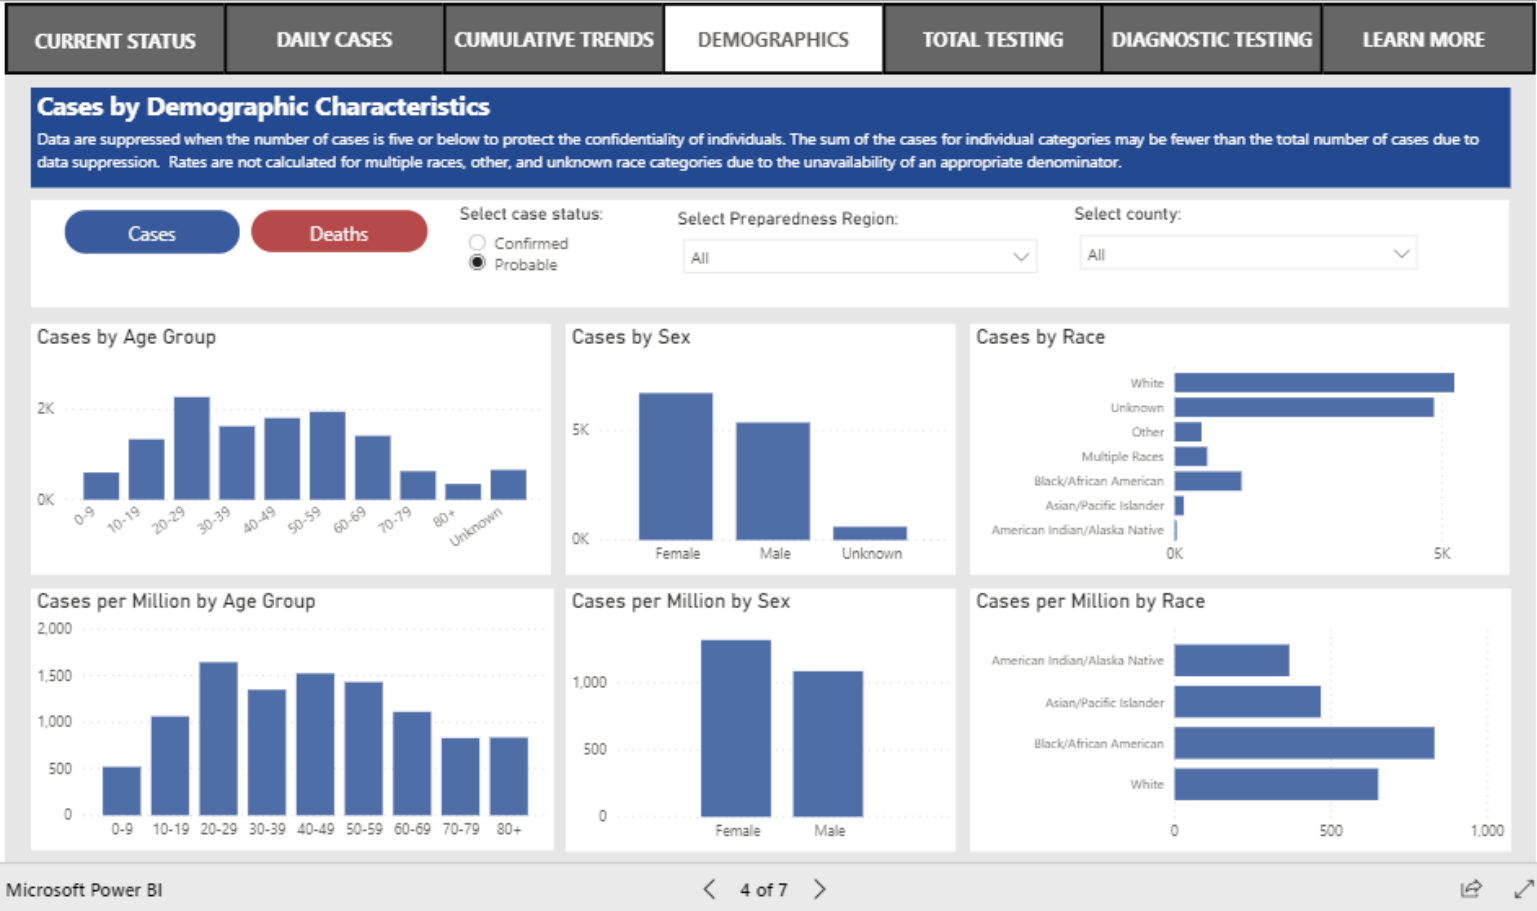 CURRENT STATUS
DAILY CASES
CUMULATIVE TRENDS
DEMOGRAPHICS
TOTAL TESTING
DIAGNOSTIC TESTING
LEARN MORE
Cases by Demographic Characteristics
Data are suppressed when the number of cases is five or below to protect the confidentiality of individuals. The sum of the cases for individual categories may be fewer than the total number of cases due to
data suppression. Rates are not calculated for multiple races, other, and unknown race categories due to the unavailability of an appropriate denominator.
Cases
Deaths
Select case status:
Confirmed
Probable
Select Preparedness Region:
All
Select county:
All
Cases by Age Group
2K
0K
0-9
10-19
20-29
30-39
40-49
50-59
60-69
70-79
80+
Unknown
Cases by Sex
5K
0K
Female
Male
Unknown
Cases by Race
White
Unknown
Other
Multiple Races
Black/African American
Asian/Pacific Islander
American Indian/Alaska Native
0K
5K
Cases per Million by Age Group
2,000
1,500
1,000
500
0
0-9
10-19
20-29
30-39
40-49
50-59
60-69
70-79
80+
Cases per Million by Sex
1,000
500
0
Female
Male
Cases per Million by Race
American Indian/Alaska Native
Asian/Pacific Islander
Black/African American
White
0
500
1,000
Microsoft Power BI
4 of 7